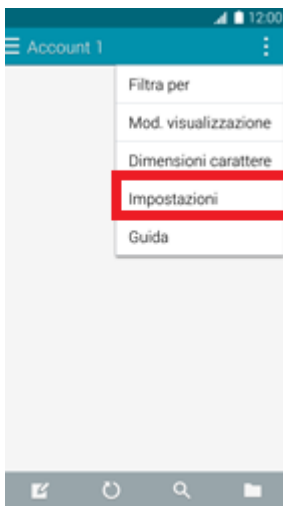 12:00
Account 1
Filtra per
Mod. visualizzazione
Dimensioni carattere
Impostazioni
Guida